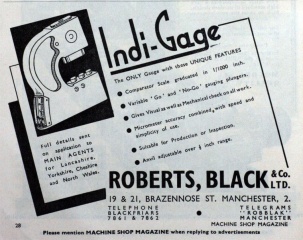 Indi-Gage
The ONLY Gauge with these UNIQUE FEATURES
Comparator Scale graduated in 1/1000 inch.
Variable 'Go' and 'No-Go' gauging plungers.
Gives Visual as well as Mechanical check on all work.
Micrometer accuracy combined, with speed and
simplicity of use.
Suitable for Production or Inspection.
Anvil adjustable over 1 inch range.
Full details sent
on application to
MAIN AGENTS
for Lancashire,
Yorkshire, Cheshire
and North Wales.
ROBERTS, BLACK & Co. LTD.
19 & 21, BRAZENNOSE ST. MANCHESTER, 2.
TELEPHONE
BLACKFRIARS
7861 & 7862
TELEGRAMS
"ROBBLAK"
MANCHESTER
28
MACHINE SHOP MAGAZINE
Please mention MACHINE SHOP MAGAZINE when replying to advertisements